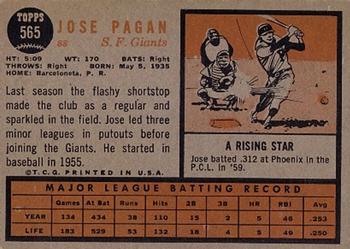 TOPPS
565
JOSE PAGAN
SS S. F. Giants
HT: 5:09 WT: 170 BATS: Right
THROWS: Right BORN: May 5, 1935
HOME: Barceloneta, P. R.
Last season the flashy shortstop
made the club as a regular and
sparkled in the field. Jose led three
minor leagues in putouts before
joining the Giants. He started in
baseball in 1955.
©T.C.G. PRINTED IN U.S.A.
A RISING STAR
Jose batted .312 at Phoenix in the
P.C.L. in '59.
MAJOR LEAGUE BATTING RECORD
Games At Bat Runs Hits 2B 3B HR RBI Avg.
YEAR 134 434 38 110 15 2 5 46 .253
LIFE 183 529 53 132 18 3 5 49 .250